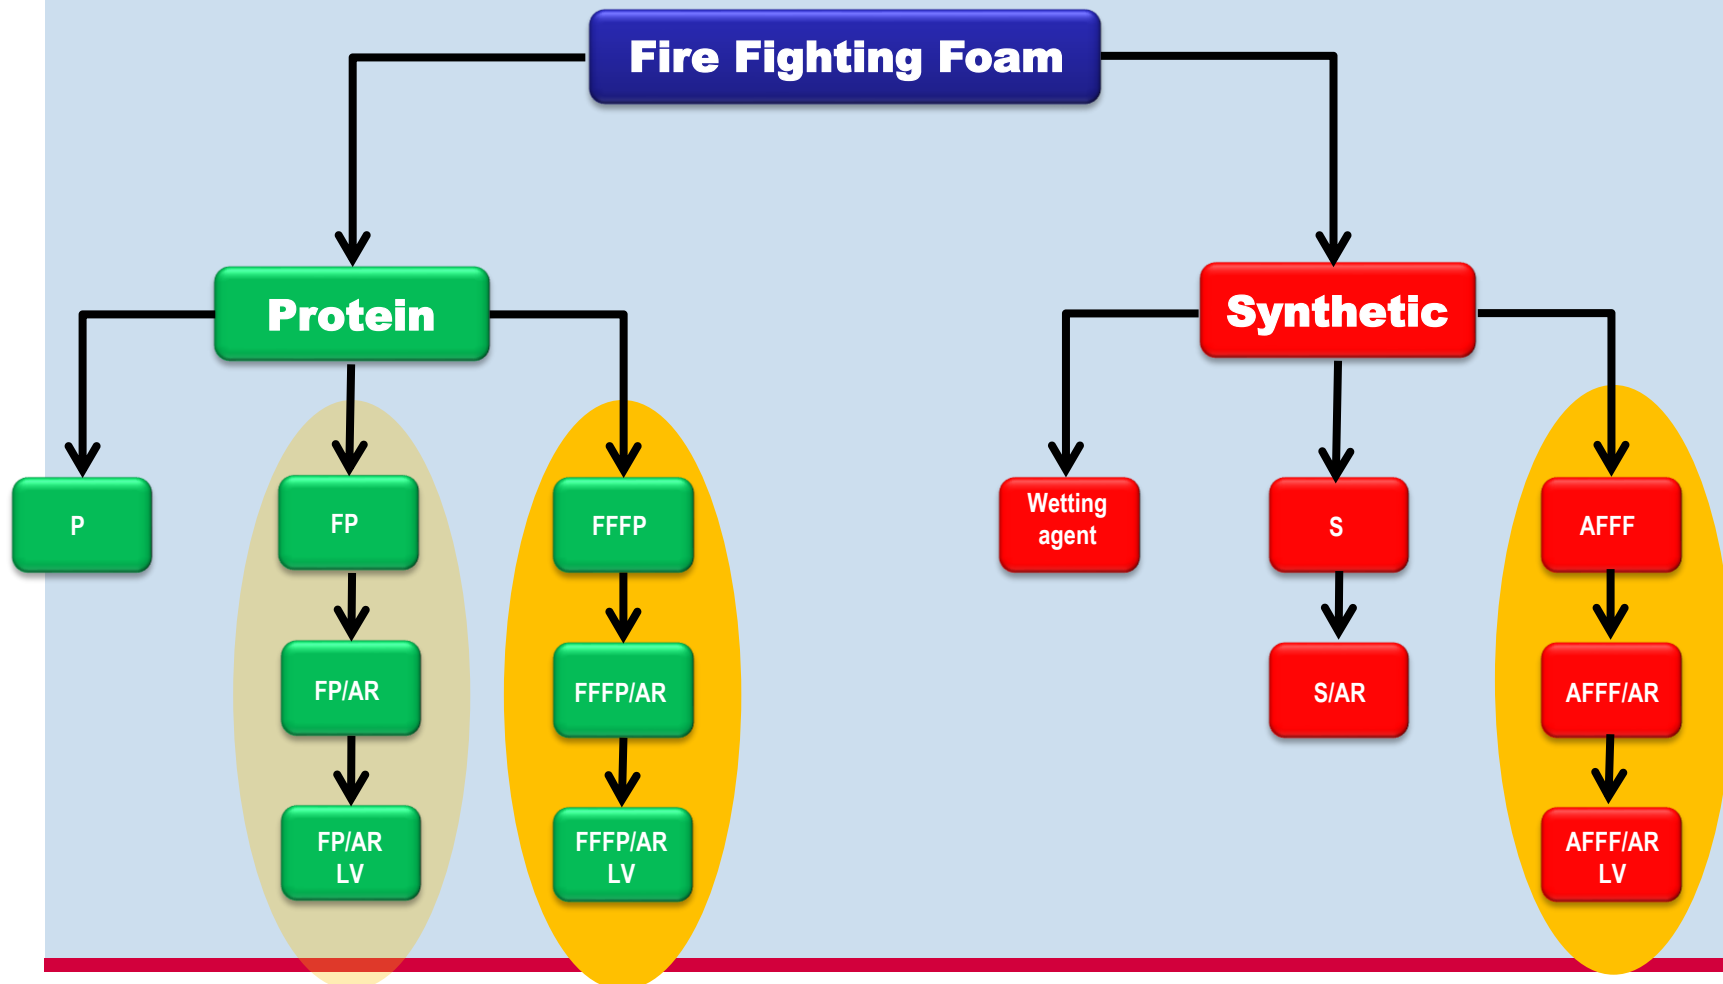 Fire Fighting Foam
Protein
Synthetic
P
FP
FFFP
Wetting
agent
S
AFFF
FP/AR
FFFP/AR
S/AR
AFFF/AR
FP/AR
LV
FFFP/AR
LV
AFFF/AR
LV